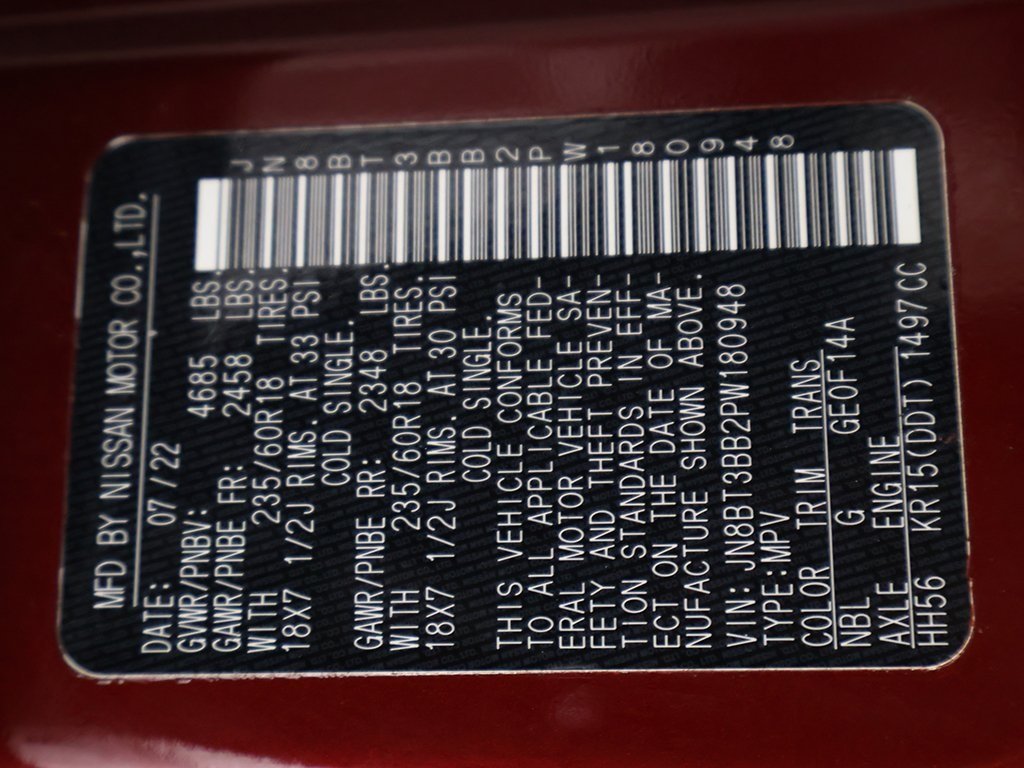 MFD BY NISSAN MOTOR CO.,LTD.
DATE: 07/22
GVWR/PNBV: 4685 LBS.
GAWR/PNBE FR: 2458 LBS.
WITH 235/60R18 TIRES.
18X7 1/2J RIMS. AT 33 PSI
COLD SINGLE.
GAWR/PNBE RR: 2348 LBS.
WITH 235/60R18 TIRES.
18X7 1/2J RIMS. AT 30 PSI
COLD SINGLE.
THIS VEHICLE CONFORMS
TO ALL APPLICABLE FED-
ERAL MOTOR VEHICLE SA-
FETY AND THEFT PREVEN-
TION STANDARDS IN EFF-
ECT ON THE DATE OF MA-
NUFACTURE SHOWN ABOVE.
VIN: JN8BT3BB2PW180948
TYPE:MPV
COLOR TRIM TRANS
NBL G GE0F14A
AXLE ENGINE
HH56 KR15(DDT)1497CC
JN8BT3BB2PW180948